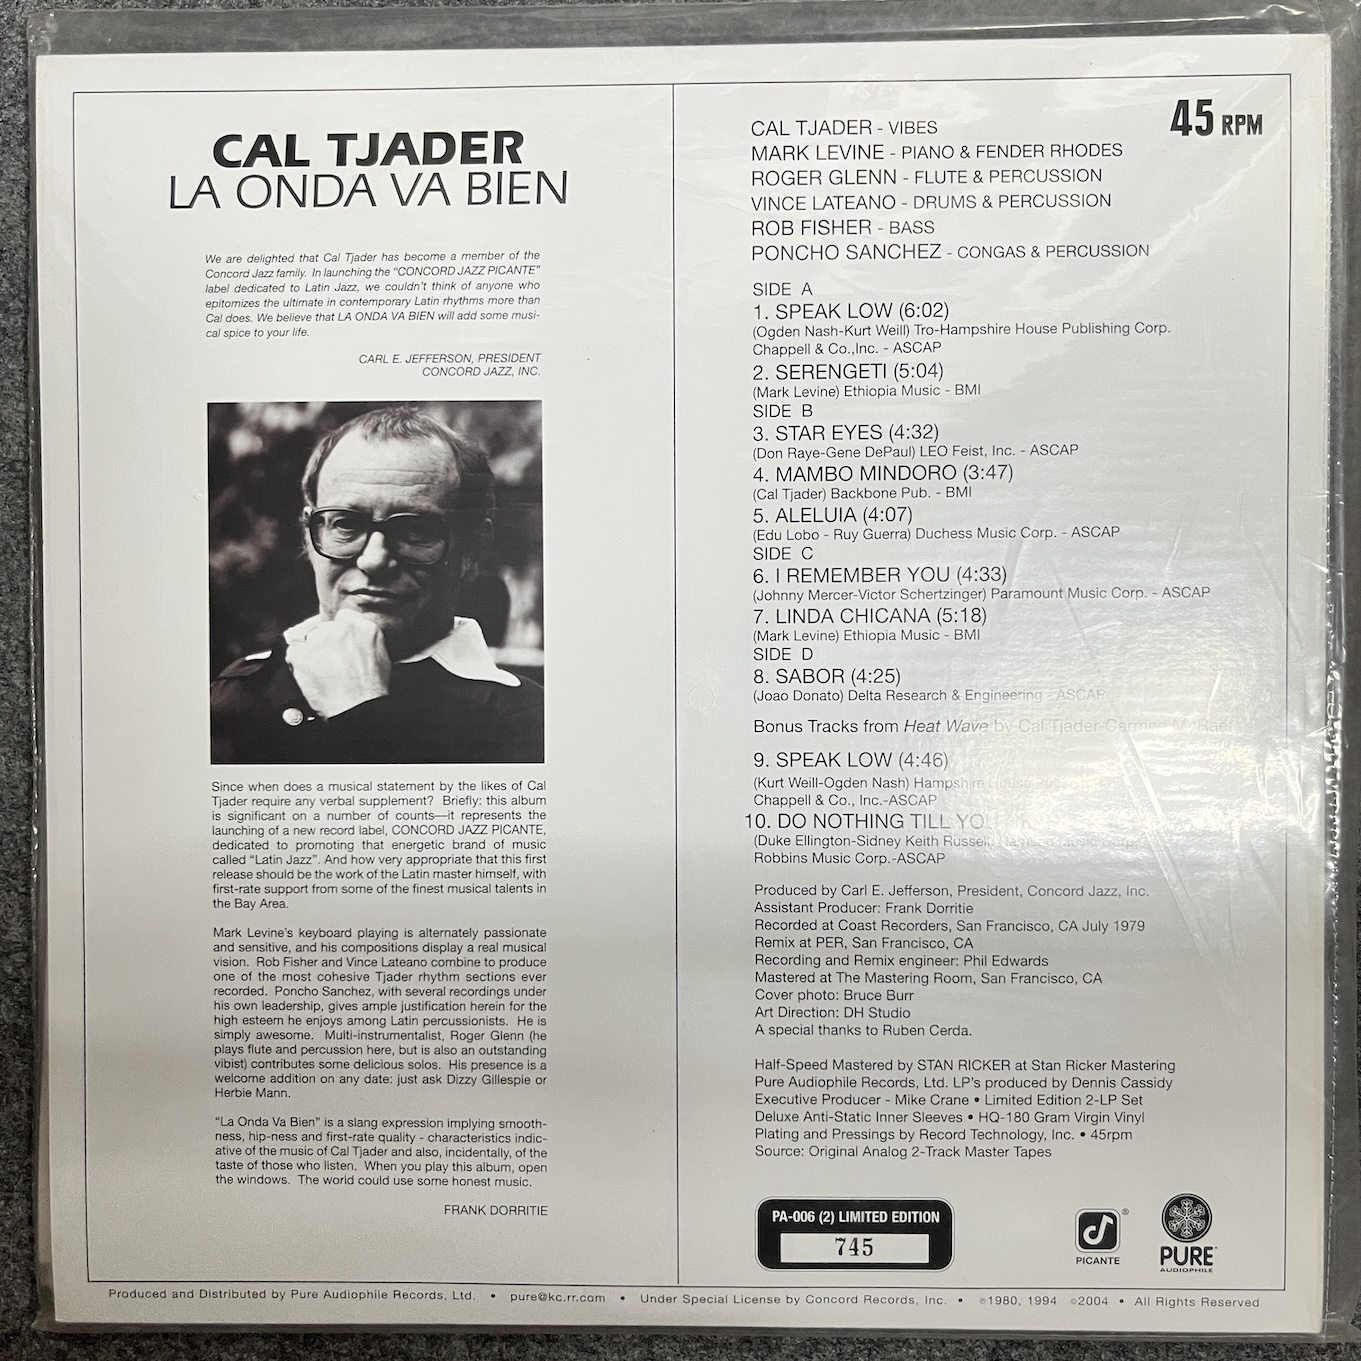 CAL TJADER
LA ONDA VA BIEN
We are delighted that Cal Tjader has become a member of the
Concord Jazz family. In launching the "CONCORD JAZZ PICANTE"
label dedicated to Latin Jazz, we couldn't think of anyone who
epitomizes the ultimate in contemporary Latin rhythms more than
Cal does. We believe that LA ONDA VA BIEN will add some musi-
cal spice to your life.
CARL E. JEFFERSON, PRESIDENT
CONCORD JAZZ, INC.
Since when does a musical statement by the likes of Cal
Tjader require any verbal supplement? Briefly: this album
is significant on a number of counts—it represents the
launching of a new record label, CONCORD JAZZ PICANTE,
dedicated to promoting that energetic brand of music
called "Latin Jazz". And how very appropriate that this first
release should be the work of the Latin master himself, with
first-rate support from some of the finest musical talents in
the Bay Area.
Mark Levine's keyboard playing is alternately passionate
and sensitive, and his compositions display a real musical
vision. Rob Fisher and Vince Lateano combine to produce
one of the most cohesive Tjader rhythm sections ever
recorded. Poncho Sanchez, with several recordings under
his own leadership, gives ample justification herein for the
high esteem he enjoys among Latin percussionists. He is
simply awesome. Multi-instrumentalist, Roger Glenn (he
plays flute and percussion here, but is also an outstanding
vibist) contributes some delicious solos. His presence is a
welcome addition on any date: just ask Dizzy Gillespie or
Herbie Mann.
"La Onda Va Bien" is a slang expression implying smooth-
ness, hip-ness and first-rate quality - characteristics indic-
ative of the music of Cal Tjader and also, incidentally, of the
taste of those who listen. When you play this album, open
the windows. The world could use some honest music.
FRANK DORRITIE
45 RPM
CAL TJADER - VIBES
MARK LEVINE - PIANO & FENDER RHODES
ROGER GLENN - FLUTE & PERCUSSION
VINCE LATEANO - DRUMS & PERCUSSION
ROB FISHER - BASS
PONCHO SANCHEZ - CONGAS & PERCUSSION
SIDE A
1. SPEAK LOW (6:02)
(Ogden Nash-Kurt Weill) Tro-Hampshire House Publishing Corp.
Chappell & Co.,Inc. - ASCAP
2. SERENGETI (5:04)
(Mark Levine) Ethiopia Music - BMI
SIDE B
3. STAR EYES (4:32)
(Don Raye-Gene DePaul) LEO Feist, Inc. - ASCAP
4. MAMBO MINDORO (3:47)
(Cal Tjader) Backbone Pub. - BMI
5. ALELUIA (4:07)
(Edu Lobo - Ruy Guerra) Duchess Music Corp. - ASCAP
SIDE C
6. I REMEMBER YOU (4:33)
(Johnny Mercer-Victor Schertzinger) Paramount Music Corp. - ASCAP
7. LINDA CHICANA (5:18)
(Mark Levine) Ethiopia Music - BMI
SIDE D
8. SABOR (4:25)
(Joao Donato) Delta Research & Engineering - ASCAP
Bonus Tracks from Heat Wave by Cal Tjader-Carmen McRae
9. SPEAK LOW (4:46)
(Kurt Weill-Ogden Nash) Hampshire House
Chappell & Co., Inc.-ASCAP
10. DO NOTHING TILL YOU
(Duke Ellington-Sidney Keith Russell) Music Corp.
Robbins Music Corp.-ASCAP
Produced by Carl E. Jefferson, President, Concord Jazz, Inc.
Assistant Producer: Frank Dorritie
Recorded at Coast Recorders, San Francisco, CA July 1979
Remix at PER, San Francisco, CA
Recording and Remix engineer: Phil Edwards
Mastered at The Mastering Room, San Francisco, CA
Cover photo: Bruce Burr
Art Direction: DH Studio
A special thanks to Ruben Cerda.
Half-Speed Mastered by STAN RICKER at Stan Ricker Mastering
Pure Audiophile Records, Ltd. LP's produced by Dennis Cassidy
Executive Producer - Mike Crane • Limited Edition 2-LP Set
Deluxe Anti-Static Inner Sleeves • HQ-180 Gram Virgin Vinyl
Plating and Pressings by Record Technology, Inc. • 45rpm
Source: Original Analog 2-Track Master Tapes
PA-006 (2) LIMITED EDITION
745
PICANTE
PURE
AUDIOPHILE
Produced and Distributed by Pure Audiophile Records, Ltd. • pure@kc.rr.com • Under Special License by Concord Records, Inc. • ℗1980, 1994 ©2004 • All Rights Reserved